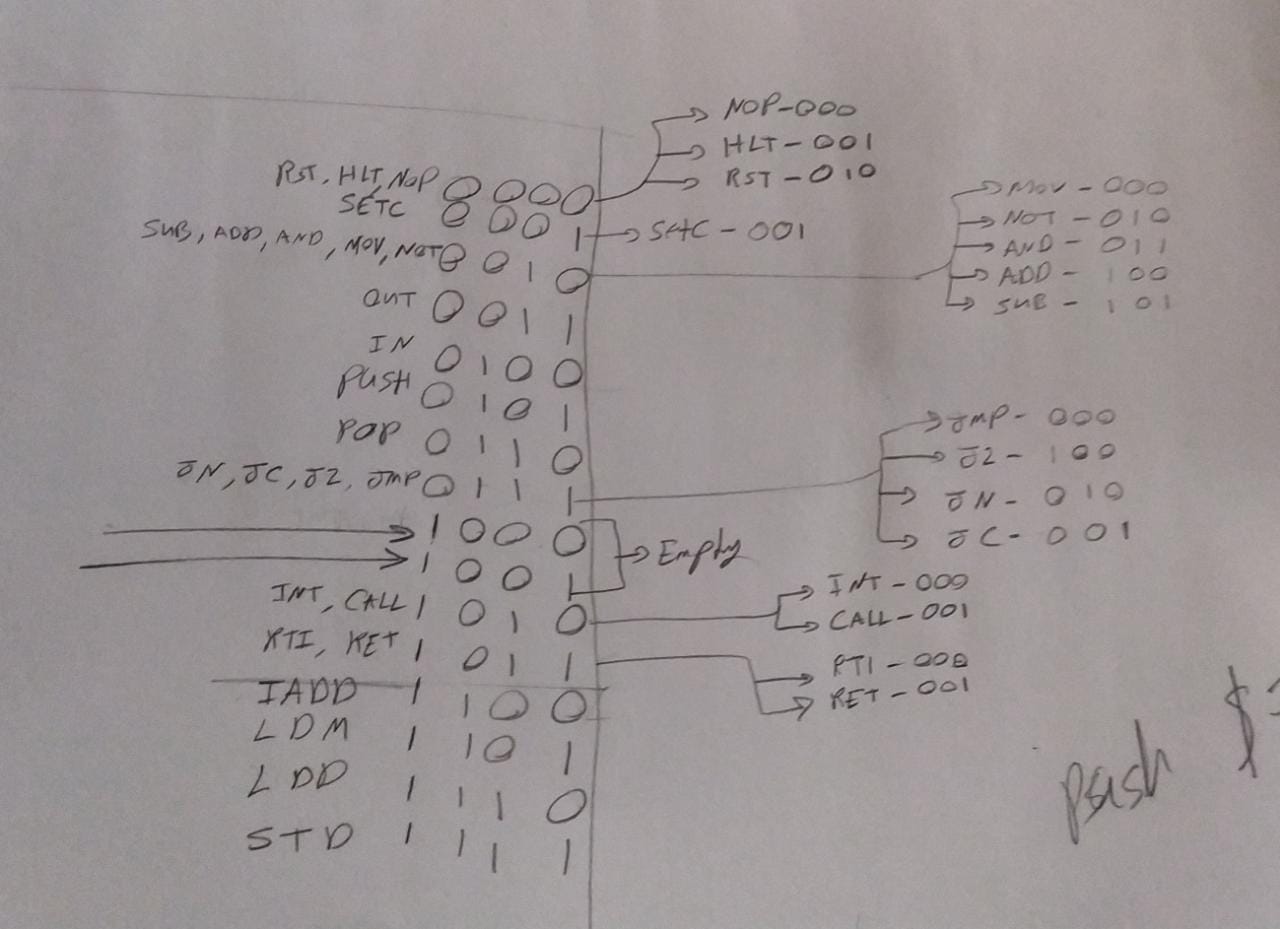 RST, HLT, NOP 0 0 0 0
NOP-000
HLT-001
RST-010
SETC 0 0 0 1
SETC-001
SUB, ADD, AND, MOV, NOT 0 0 1 0
MOV-000
NOT-010
AND-011
ADD-100
SUB-101
OUT 0 0 1 1
IN 0 1 0 0
PUSH 0 1 0 1
POP 0 1 1 0
JN, JC, JZ, JMP 0 1 1 1
JMP-000
JZ-100
JN-010
JC-001
1 0 0 0
1 0 0 1
Empty
INT, CALL 1 0 1 0
INT-000
CALL-001
RTI, RET 1 0 1 1
RTI-000
RET-001
IADD 1 1 0 0
LDM 1 1 0 1
LDD 1 1 1 0
STD 1 1 1 1
push $